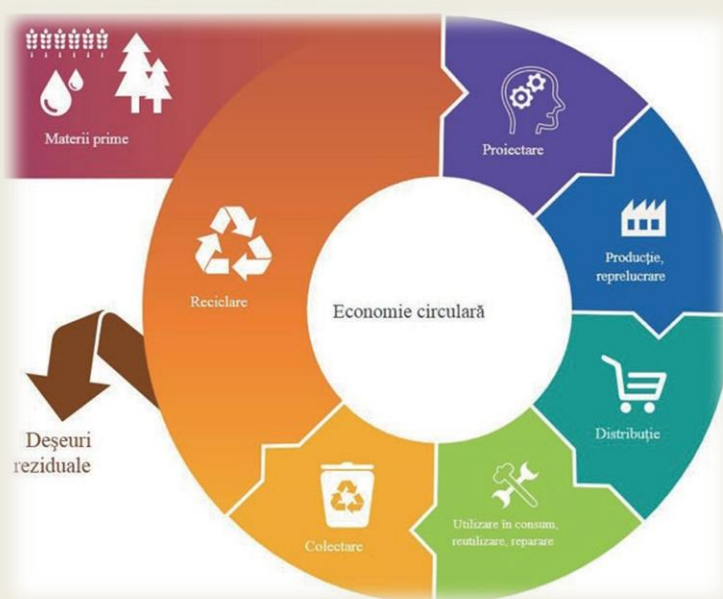 Materii prime
Proiectare
Producție,
reprelucrare
Distribuție
Utilizare în consum,
reutilizare, reparare
Colectare
Reciclare
Economie circulară
Deșeuri
reziduale